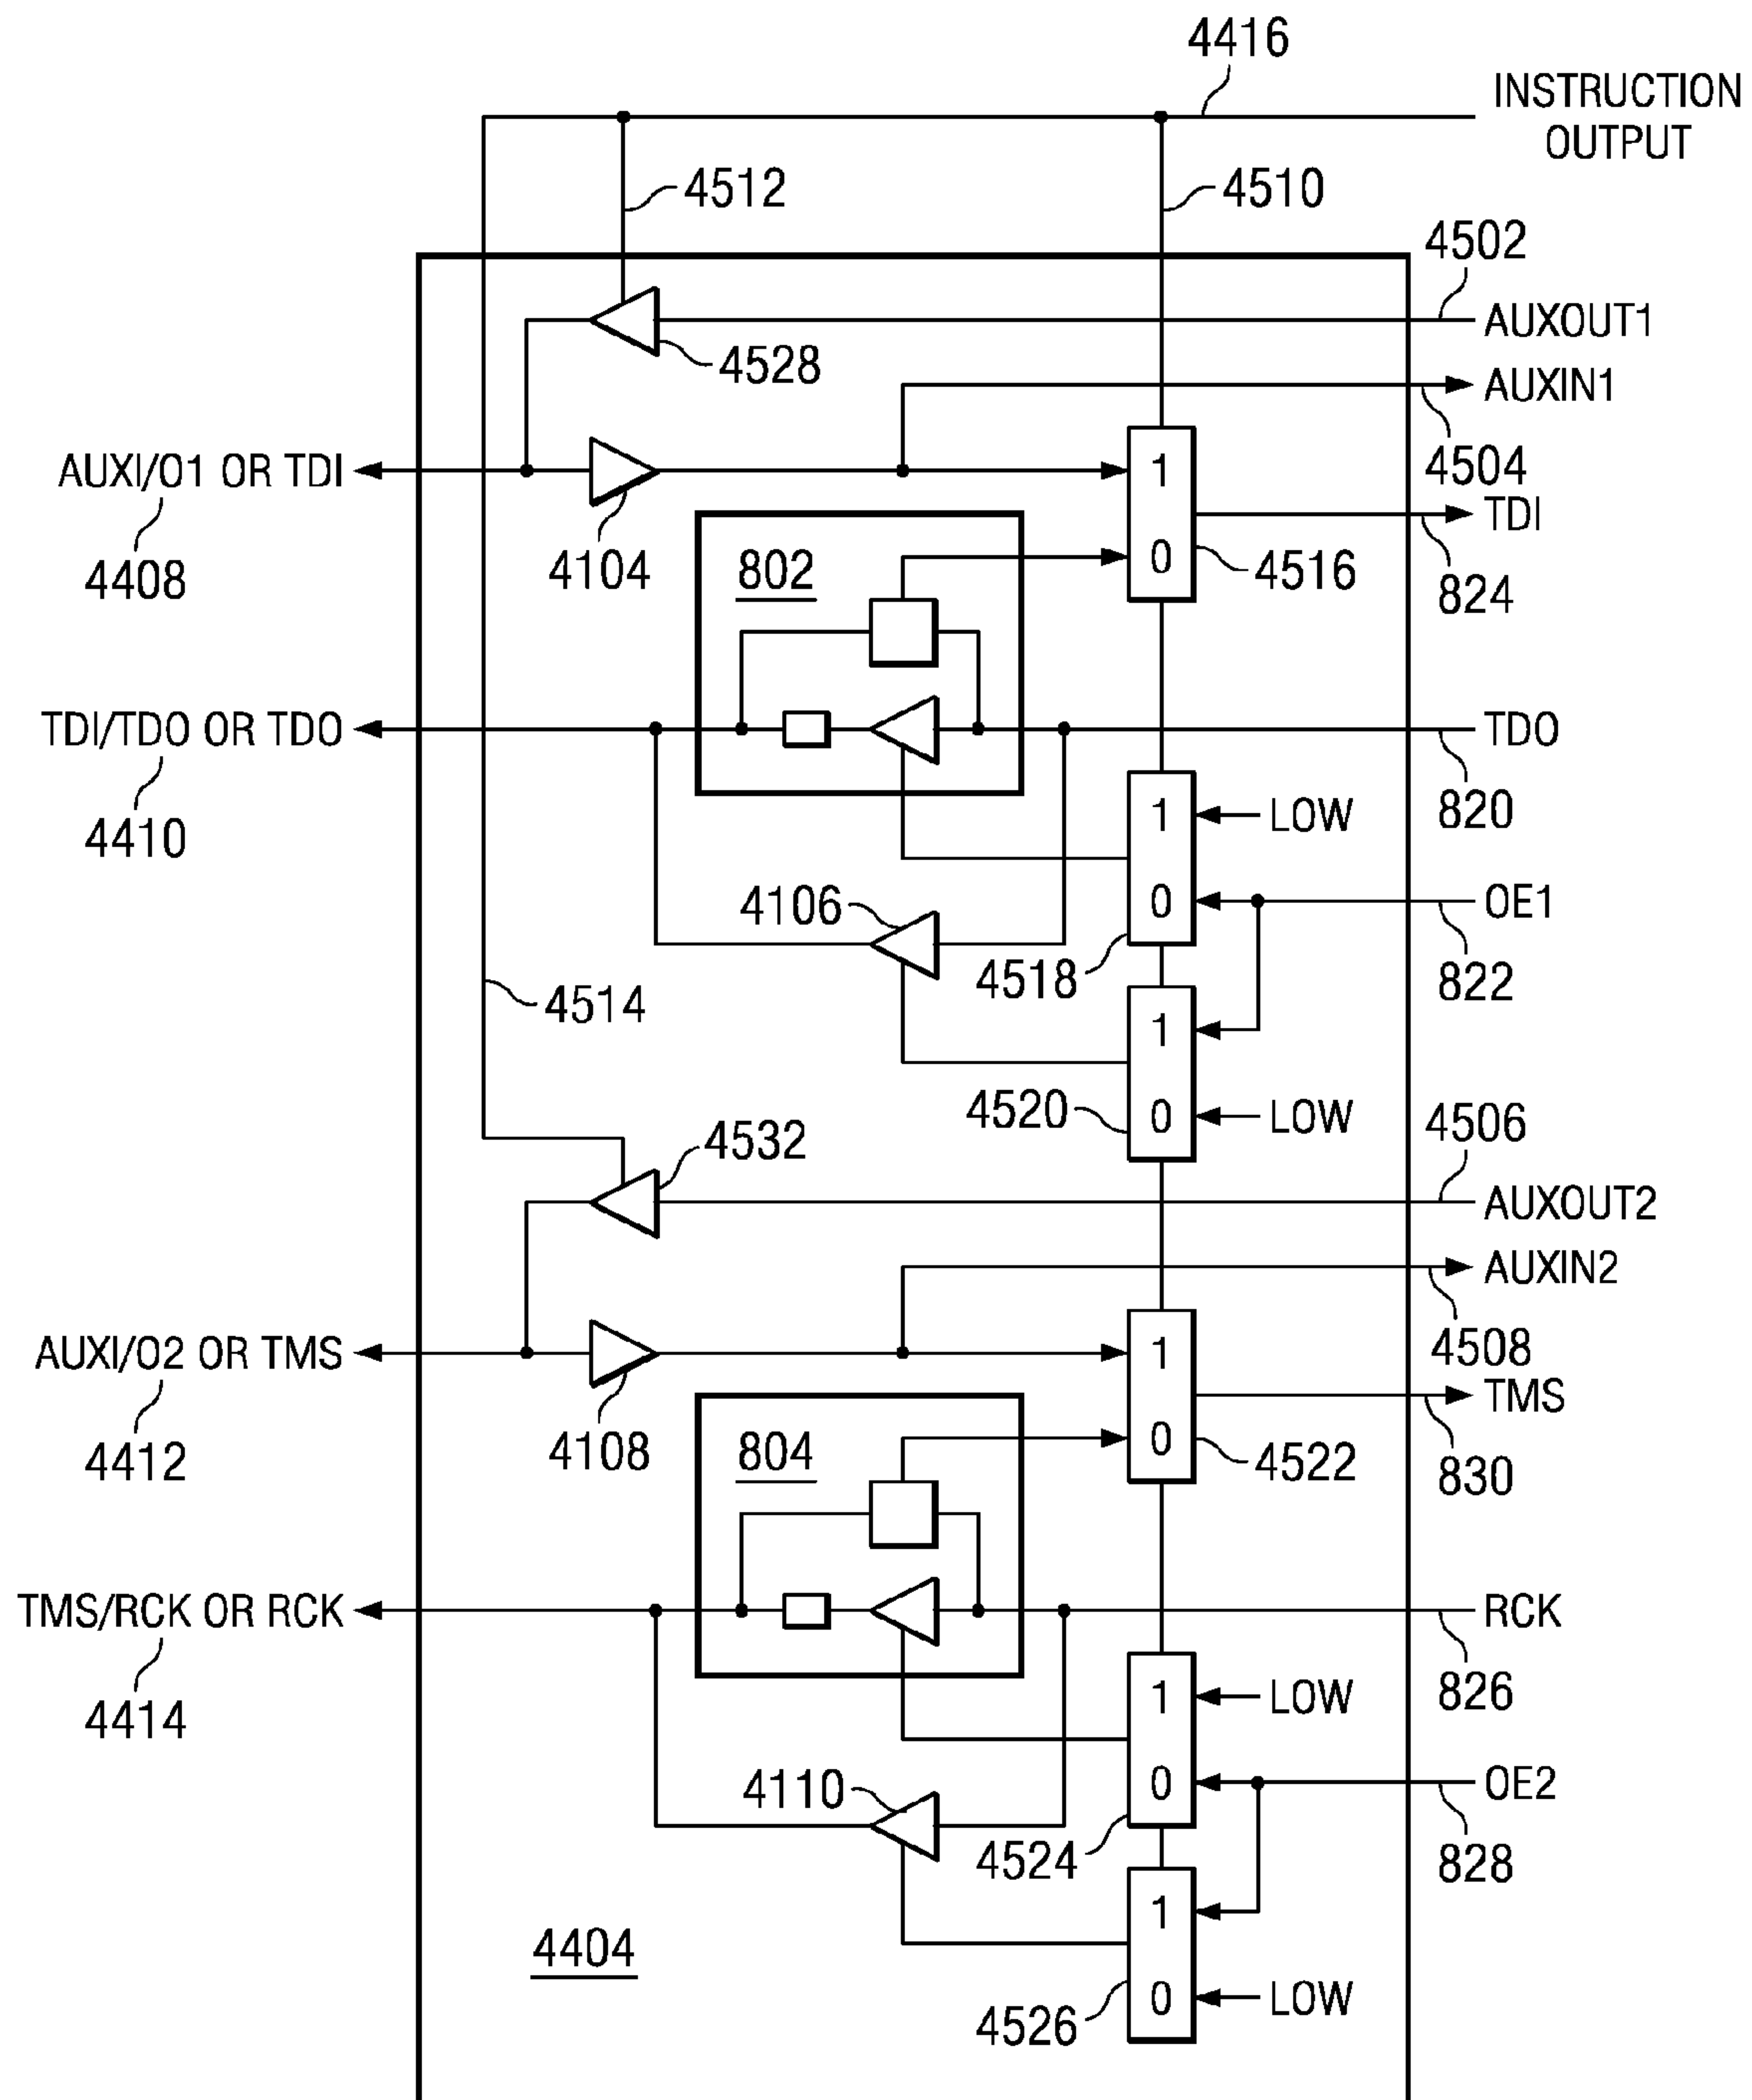 4416
INSTRUCTION
OUTPUT
4512
4510
4502
AUXOUT1
4528
AUXIN1
4504
AUXI/O1 OR TDI
4408
4104
1
0
TDI
824
4516
802
TDI/TDO OR TDO
4410
TDO
820
1
0
LOW
OE1
822
4106
4518
4514
1
0
4520
LOW
4506
4532
AUXOUT2
AUXIN2
4508
AUXI/O2 OR TMS
4412
4108
1
0
TMS
830
4522
804
TMS/RCK OR RCK
4414
RCK
826
1
0
LOW
OE2
828
4110
4524
1
0
LOW
4526
4404